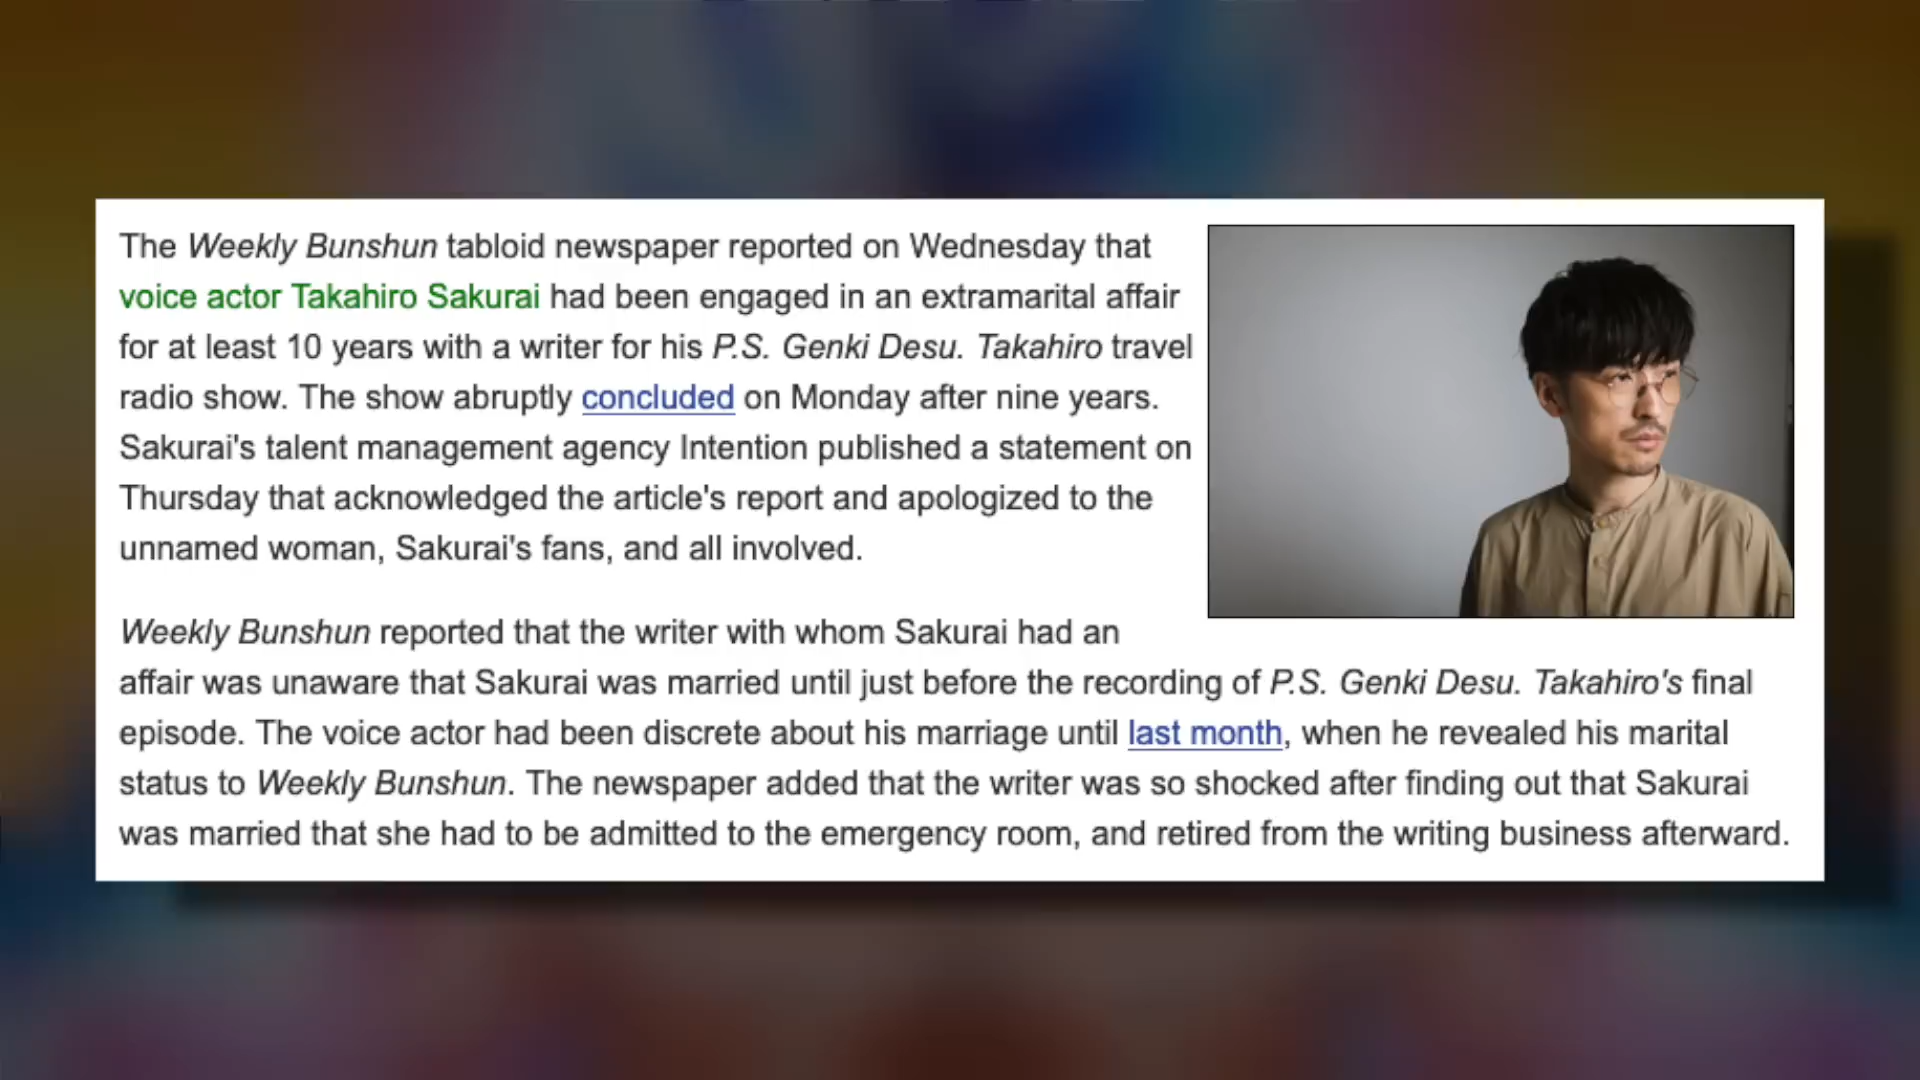 The Weekly Bunshun tabloid newspaper reported on Wednesday that
voice actor Takahiro Sakurai had been engaged in an extramarital affair
for at least 10 years with a writer for his P.S. Genki Desu. Takahiro travel
radio show. The show abruptly concluded on Monday after nine years.
Sakurai's talent management agency Intention published a statement on
Thursday that acknowledged the article's report and apologized to the
unnamed woman, Sakurai's fans, and all involved.
Weekly Bunshun reported that the writer with whom Sakurai had an
affair was unaware that Sakurai was married until just before the recording of P.S. Genki Desu. Takahiro's final
episode. The voice actor had been discrete about his marriage until last month, when he revealed his marital
status to Weekly Bunshun. The newspaper added that the writer was so shocked after finding out that Sakurai
was married that she had to be admitted to the emergency room, and retired from the writing business afterward.